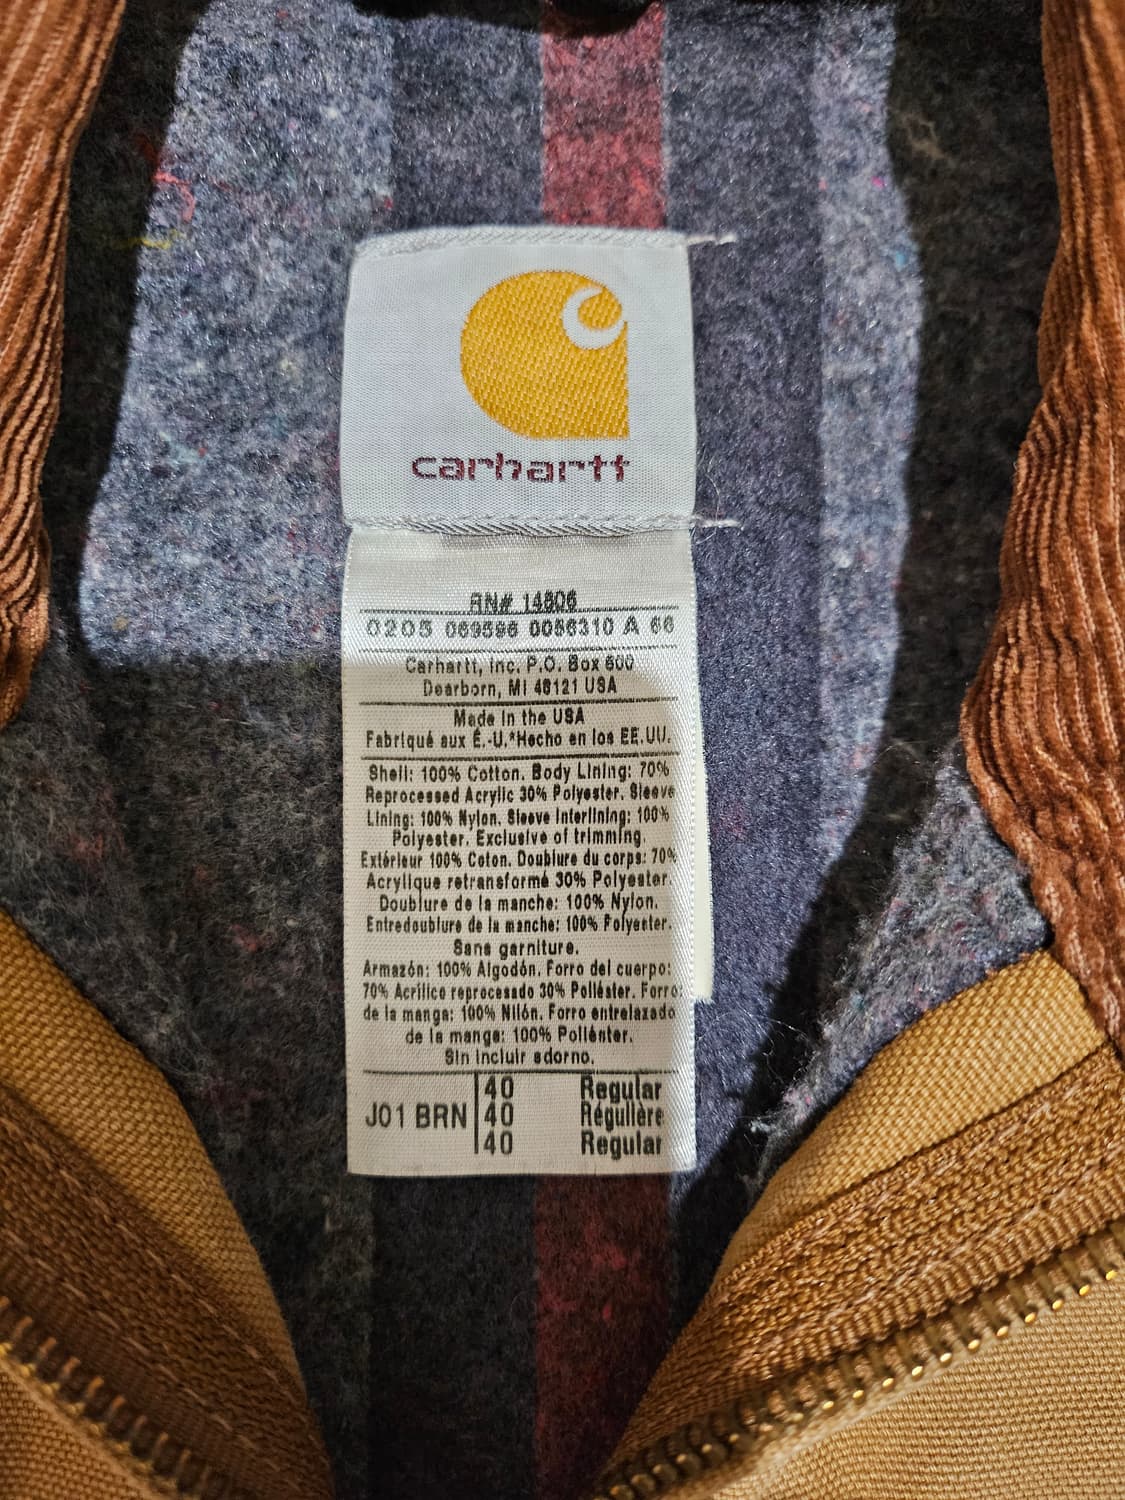 carhartt
RN# 14806
0205 069596 0056310 A 66
Carhartt, Inc. P.O. Box 600
Dearborn, MI 48121 USA
Made in the USA
Fabriqué aux É.-U.*Hecho en los EE.UU.
Shell: 100% Cotton. Body Lining: 70%
Reprocessed Acrylic 30% Polyester. Sleeve
Lining: 100% Nylon. Sleeve Interlining: 100%
Polyester. Exclusive of trimming.
Extérieur 100% Coton. Doublure du corps: 70%
Acryllque retransformé 30% Polyester.
Doublure de la manche: 100% Nylon.
Entredoublure de la manche: 100% Polyester.
Sans garniture.
Armazón: 100% Algodón. Forro del cuerpo:
70% Acrílico reprocesado 30% Poliéster. Forro
de la manga: 100% Nilón. Forro entrelazado
de la manga: 100% Poliéster.
Sin incluir adorno.
40 Regular
J01 BRN 40 Régulière
40 Regular